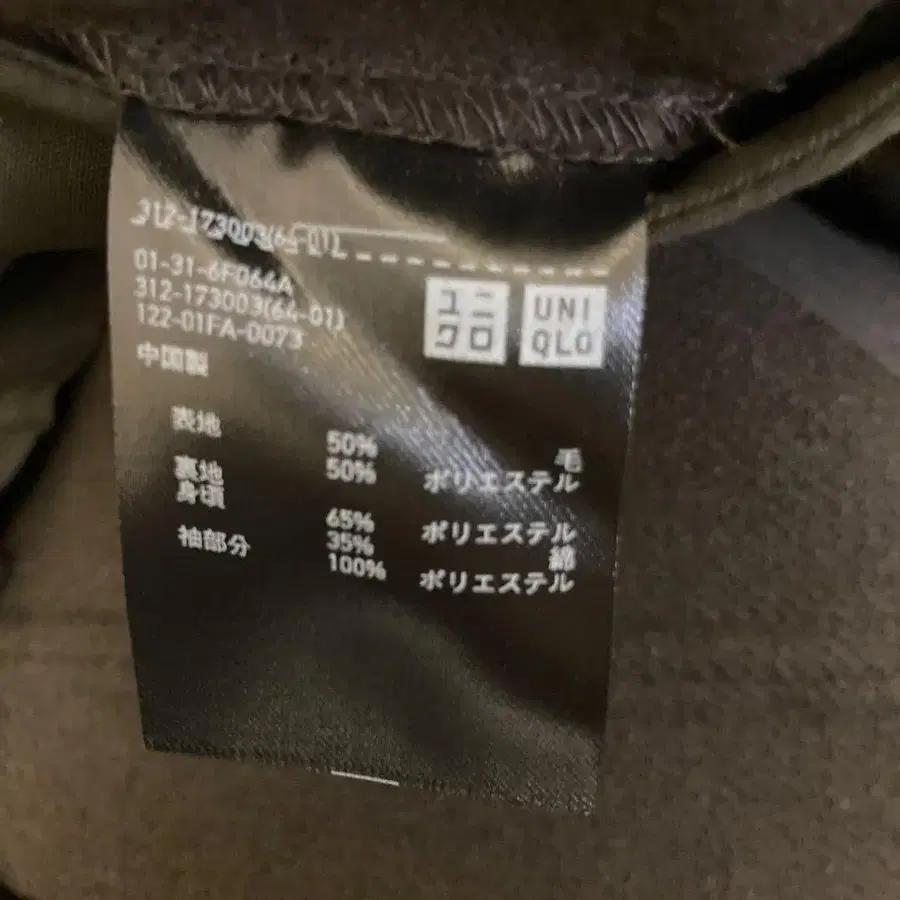 312-173003(64-01)
01-31-6F064A
312-173003(64-01)
122-01FA-0073
中国製
ユニ
クロ
UNI
QLO
表地
50% 毛
50% ポリエステル
裏地
身頃
65% ポリエステル
35% 綿
袖部分
100% ポリエステル